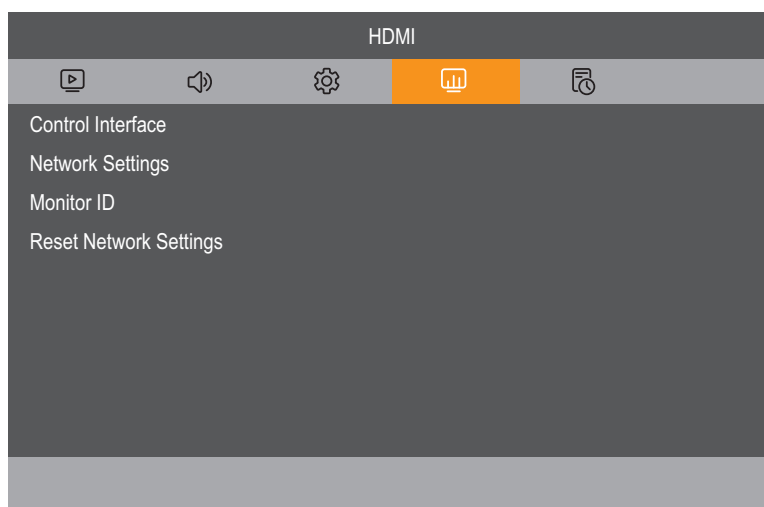 HDMI
Control Interface
Network Settings
Monitor ID
Reset Network Settings